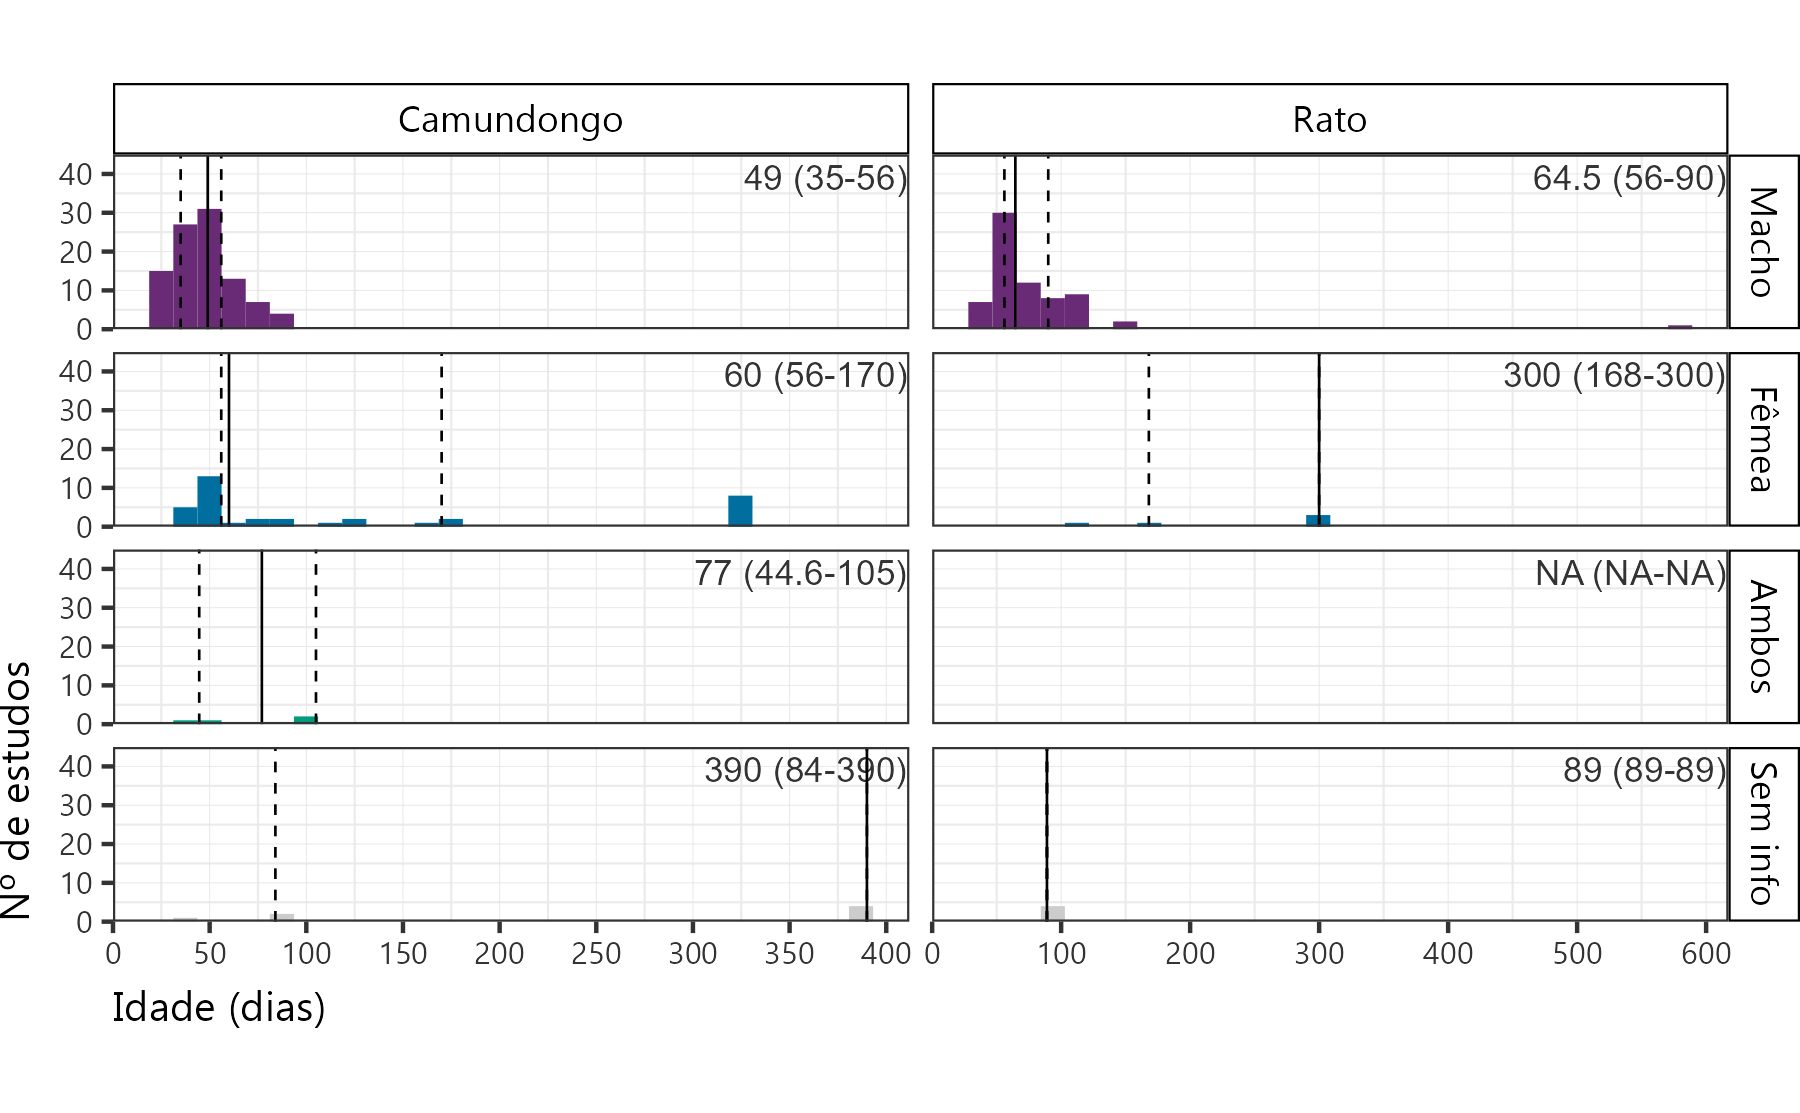 Camundongo
Rato
40
30
20
10
0
49 (35-56)
64.5 (56-90)
Macho
40
30
20
10
0
60 (56-170)
300 (168-300)
Fêmea
40
30
20
10
0
77 (44.6-105)
NA (NA-NA)
Ambos
40
30
20
10
0
390 (84-390)
89 (89-89)
Sem info
Nº de estudos
0 50 100 150 200 250 300 350 400
0 100 200 300 400 500 600
Idade (dias)